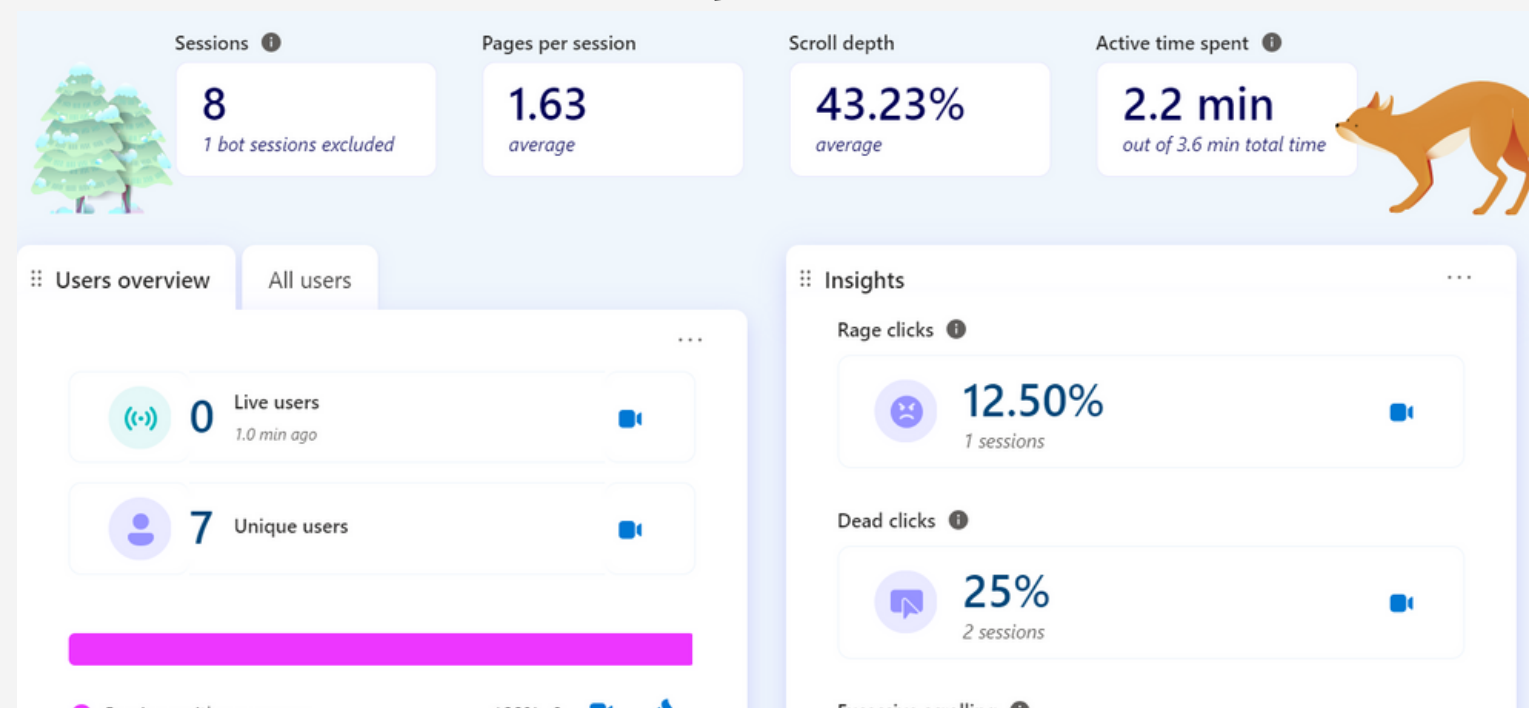 Sessions
8
1 bot sessions excluded
Pages per session
1.63
average
Scroll depth
43.23%
average
Active time spent
2.2 min
out of 3.6 min total time
Users overview
All users
0
Live users
1.0 min ago
7
Unique users
Insights
Rage clicks
12.50%
1 sessions
Dead clicks
25%
2 sessions